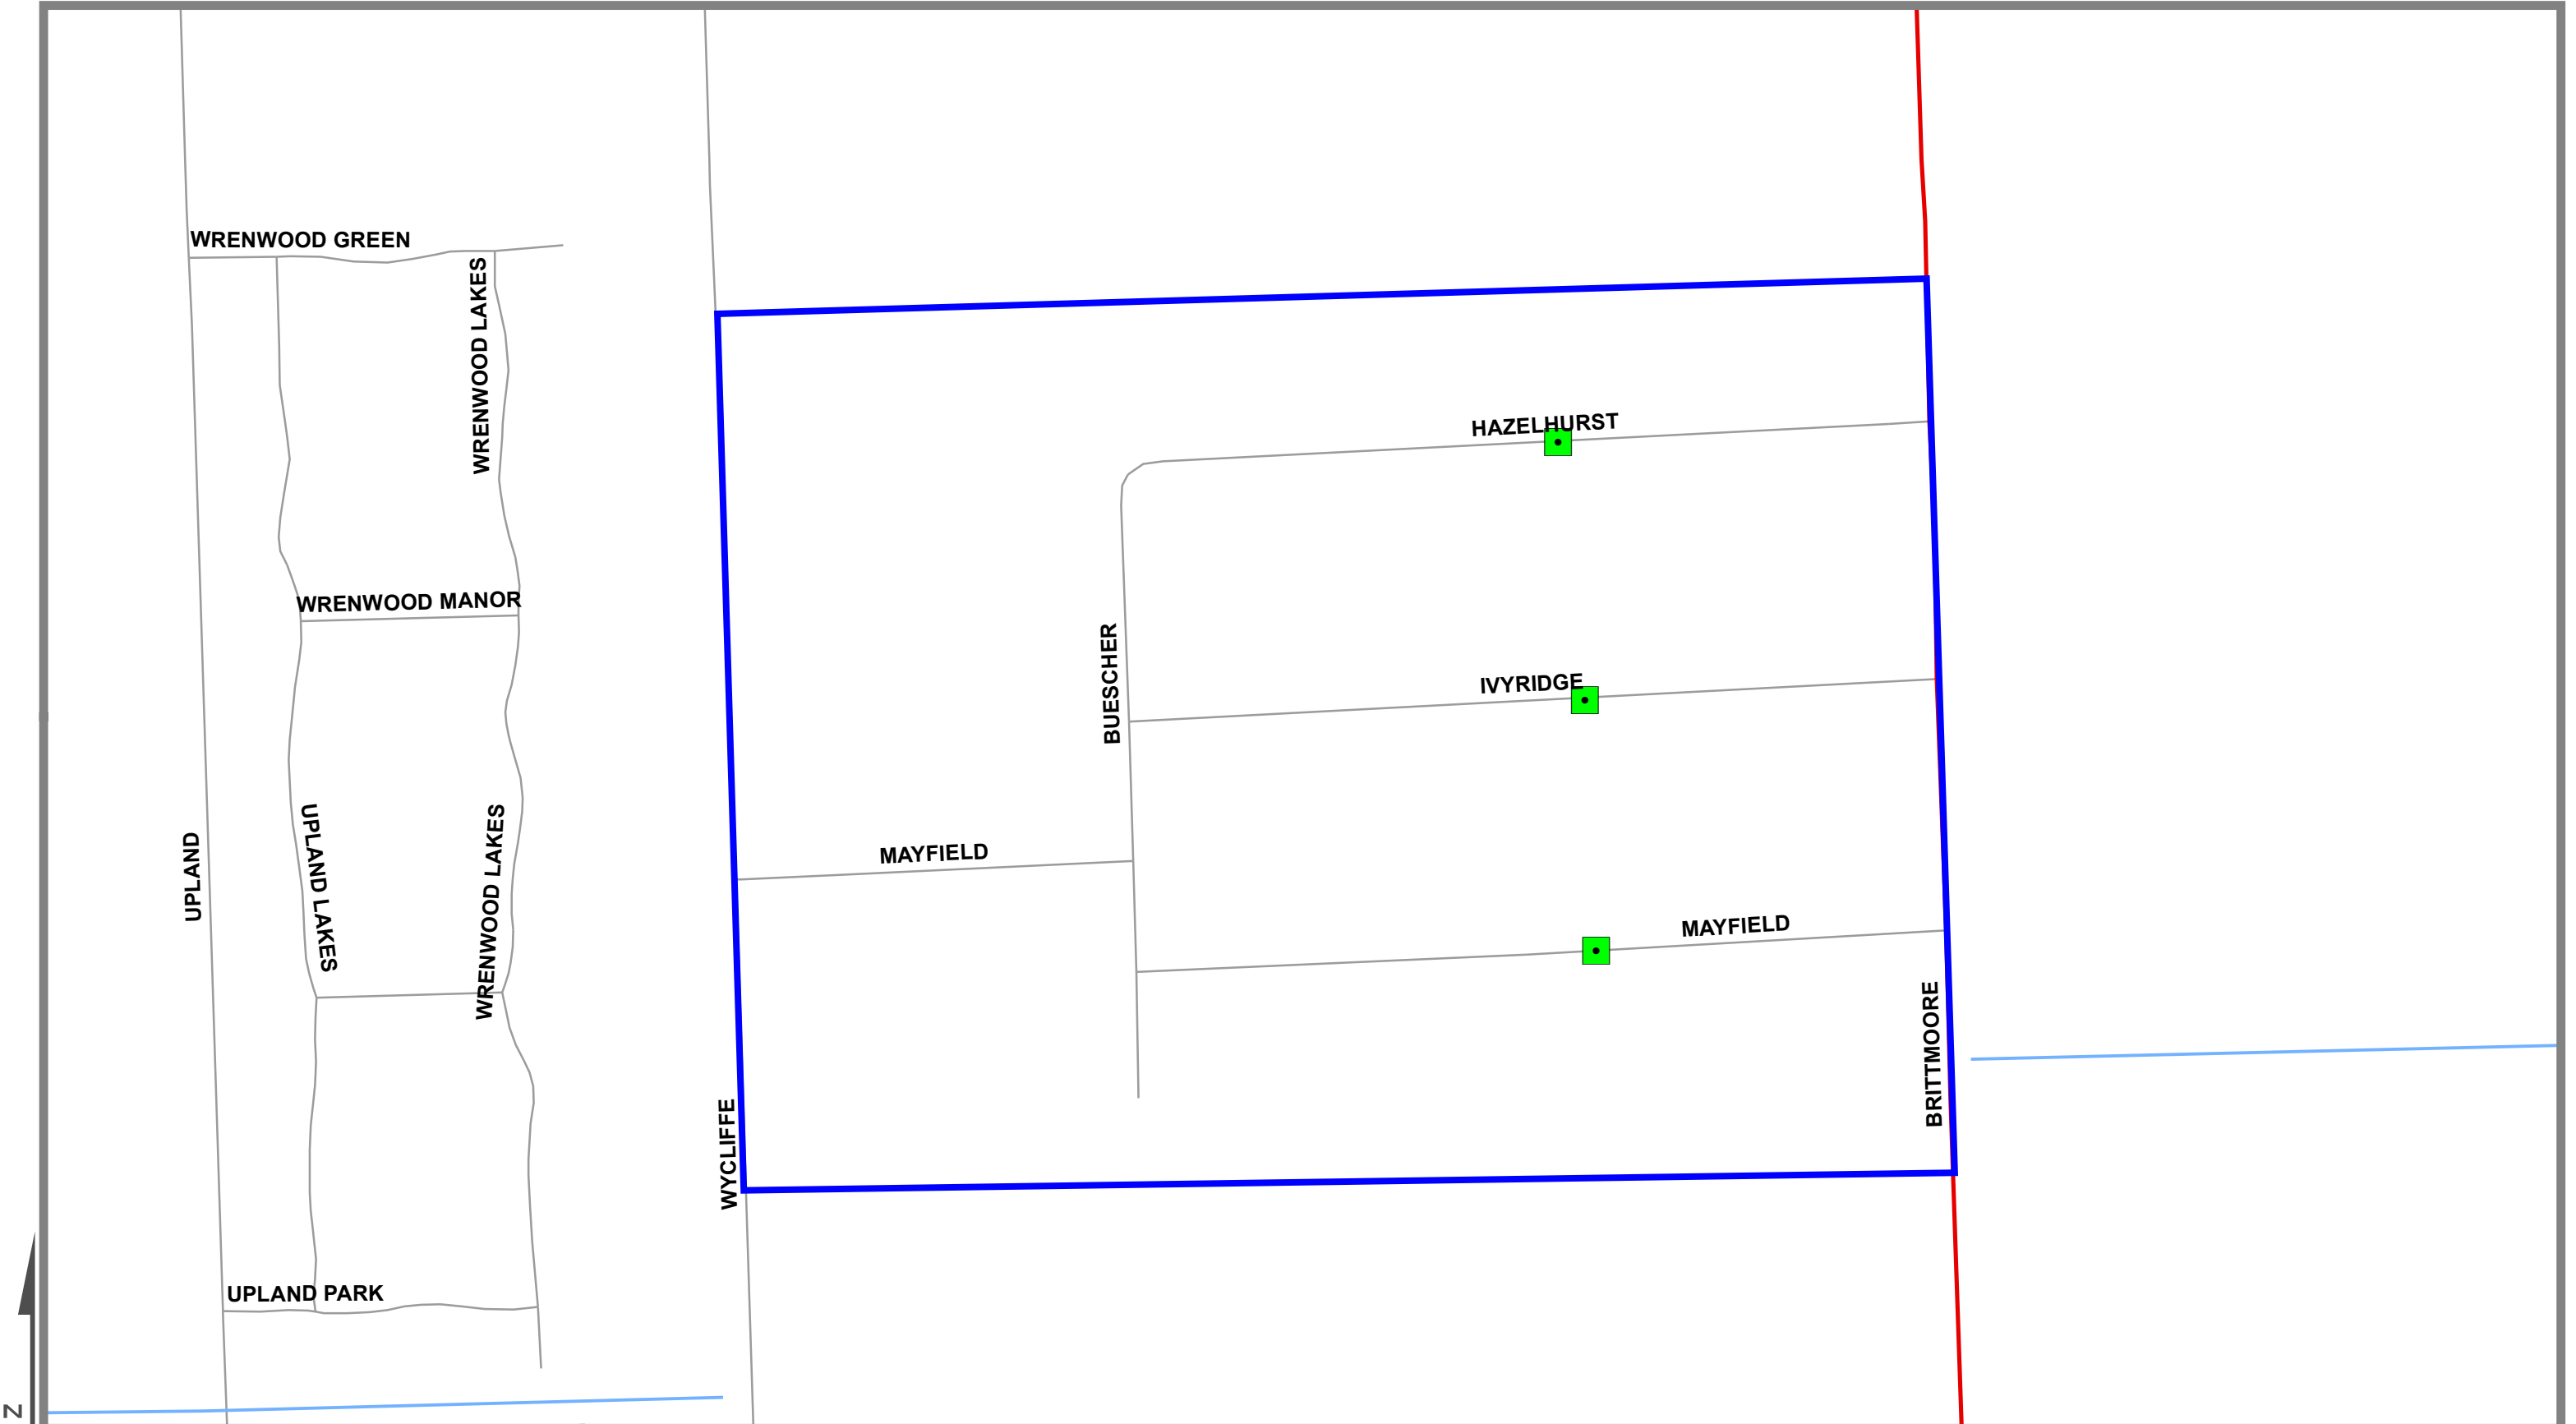 WRENWOOD GREEN
WRENWOOD LAKES
HAZELHURST
WRENWOOD MANOR
BUESCHER
IVYRIDGE
UPLAND
UPLAND LAKES
WRENWOOD LAKES
MAYFIELD
MAYFIELD
BRITTMOORE
WYCLIFFE
UPLAND PARK
N